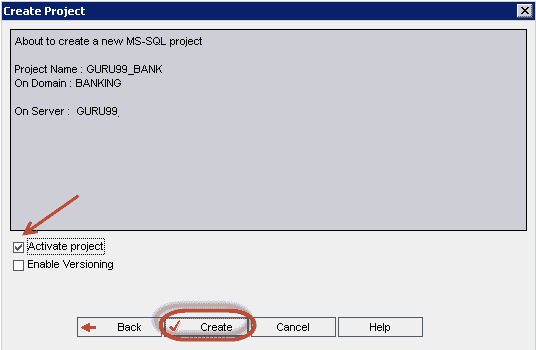 Create Project
About to create a new MS-SQL project
Project Name : GURU99_BANK
On Domain : BANKING
On Server : GURU99
Activate project
Enable Versioning
Back Create Cancel Help